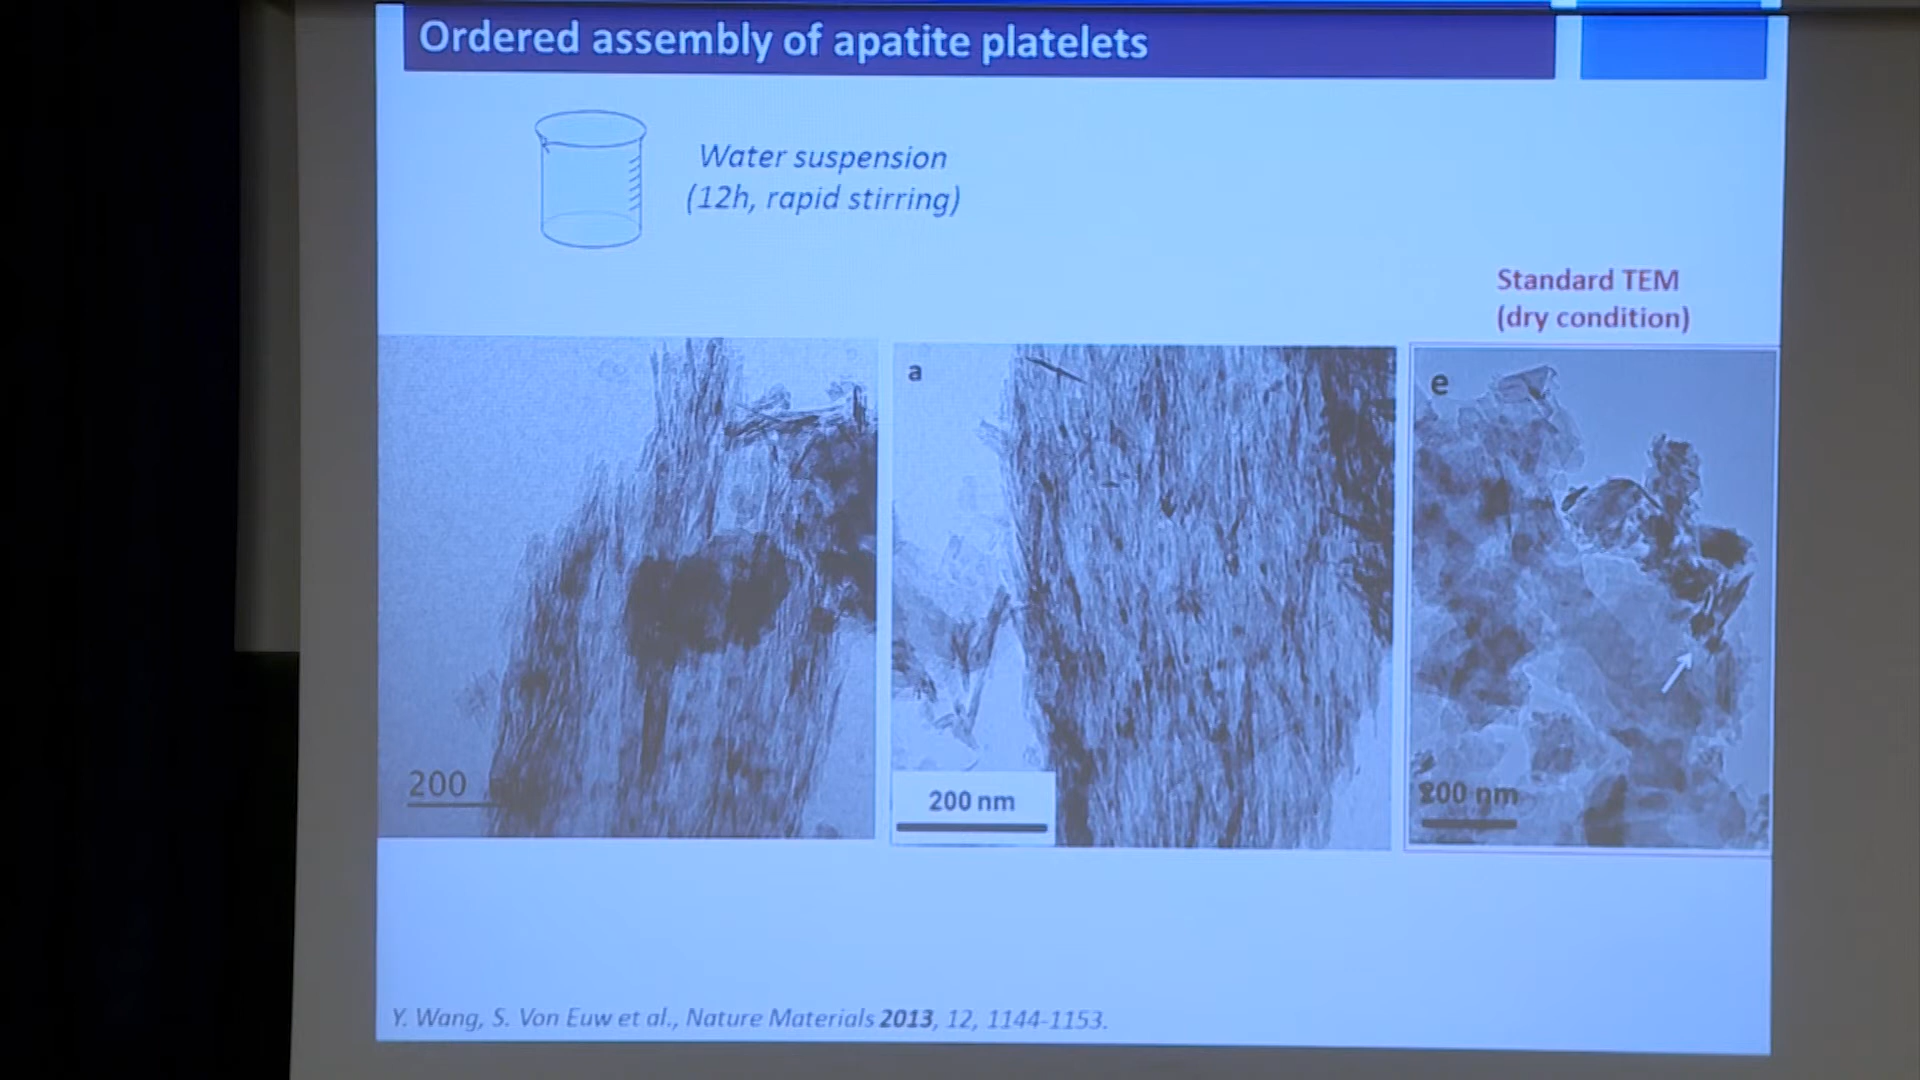 Ordered assembly of apatite platelets
Water suspension
(12h, rapid stirring)
Standard TEM
(dry condition)
a
e
200
200 nm
200 nm
Y. Wang, S. Von Euw et al., Nature Materials 2013, 12, 1144-1153.